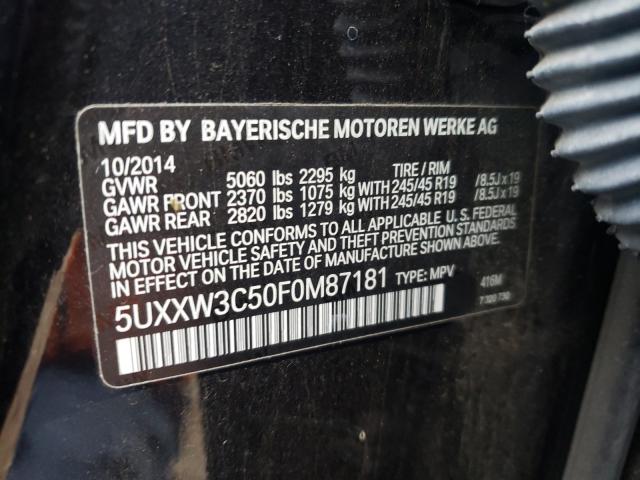 MFD BY BAYERISCHE MOTOREN WERKE AG
10/2014 TIRE / RIM
GVWR 5060 lbs 2295 kg
GAWR FRONT 2370 lbs 1075 kg WITH 245/45 R19 /8.5J x 19
GAWR REAR 2820 lbs 1279 kg WITH 245/45 R19 /8.5J x 19
THIS VEHICLE CONFORMS TO ALL APPLICABLE U.S. FEDERAL
MOTOR VEHICLE SAFETY AND THEFT PREVENTION STANDARDS
IN EFFECT ON THE DATE OF MANUFACTURE SHOWN ABOVE.
5UXXW3C50F0M87181 TYPE: MPV 416M
7 320 730